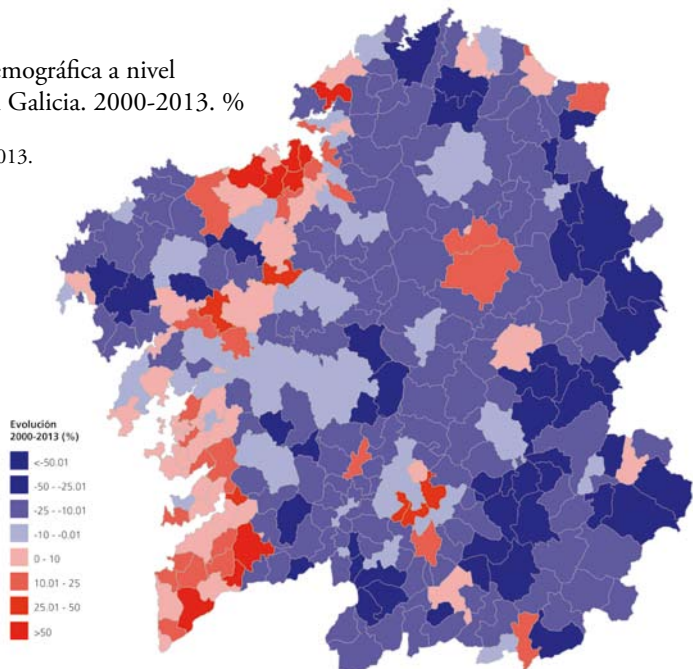 emográfica a nivel
Galicia. 2000-2013. %
013.
Evolución
2000-2013 (%)
<-50.01
-50 - -25.01
-25 - -10.01
-10 - -0.01
0 - 10
10.01 - 25
25.01 - 50
>50